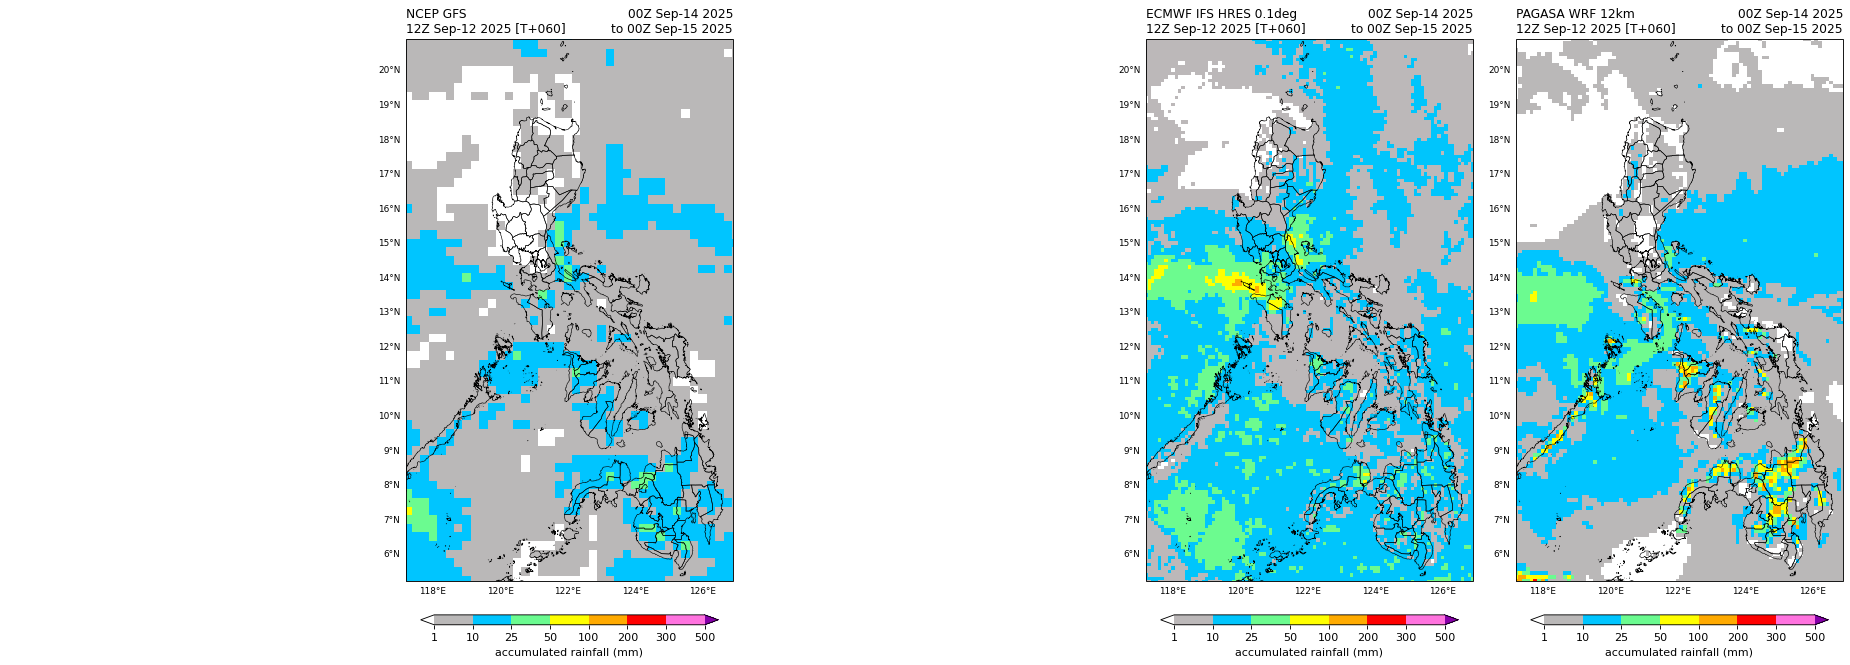 NCEP GFS 00Z Sep-14 2025
12Z Sep-12 2025 [T+060] to 00Z Sep-15 2025
20°N
19°N
18°N
17°N
16°N
15°N
14°N
13°N
12°N
11°N
10°N
9°N
8°N
7°N
6°N
118°E 120°E 122°E 124°E 126°E
1 10 25 50 100 200 300 500
accumulated rainfall (mm)
ECMWF IFS HRES 0.1deg 00Z Sep-14 2025
12Z Sep-12 2025 [T+060] to 00Z Sep-15 2025
20°N
19°N
18°N
17°N
16°N
15°N
14°N
13°N
12°N
11°N
10°N
9°N
8°N
7°N
6°N
118°E 120°E 122°E 124°E 126°E
1 10 25 50 100 200 300 500
accumulated rainfall (mm)
PAGASA WRF 12km 00Z Sep-14 2025
12Z Sep-12 2025 [T+060] to 00Z Sep-15 2025
20°N
19°N
18°N
17°N
16°N
15°N
14°N
13°N
12°N
11°N
10°N
9°N
8°N
7°N
6°N
118°E 120°E 122°E 124°E 126°E
1 10 25 50 100 200 300 500
accumulated rainfall (mm)